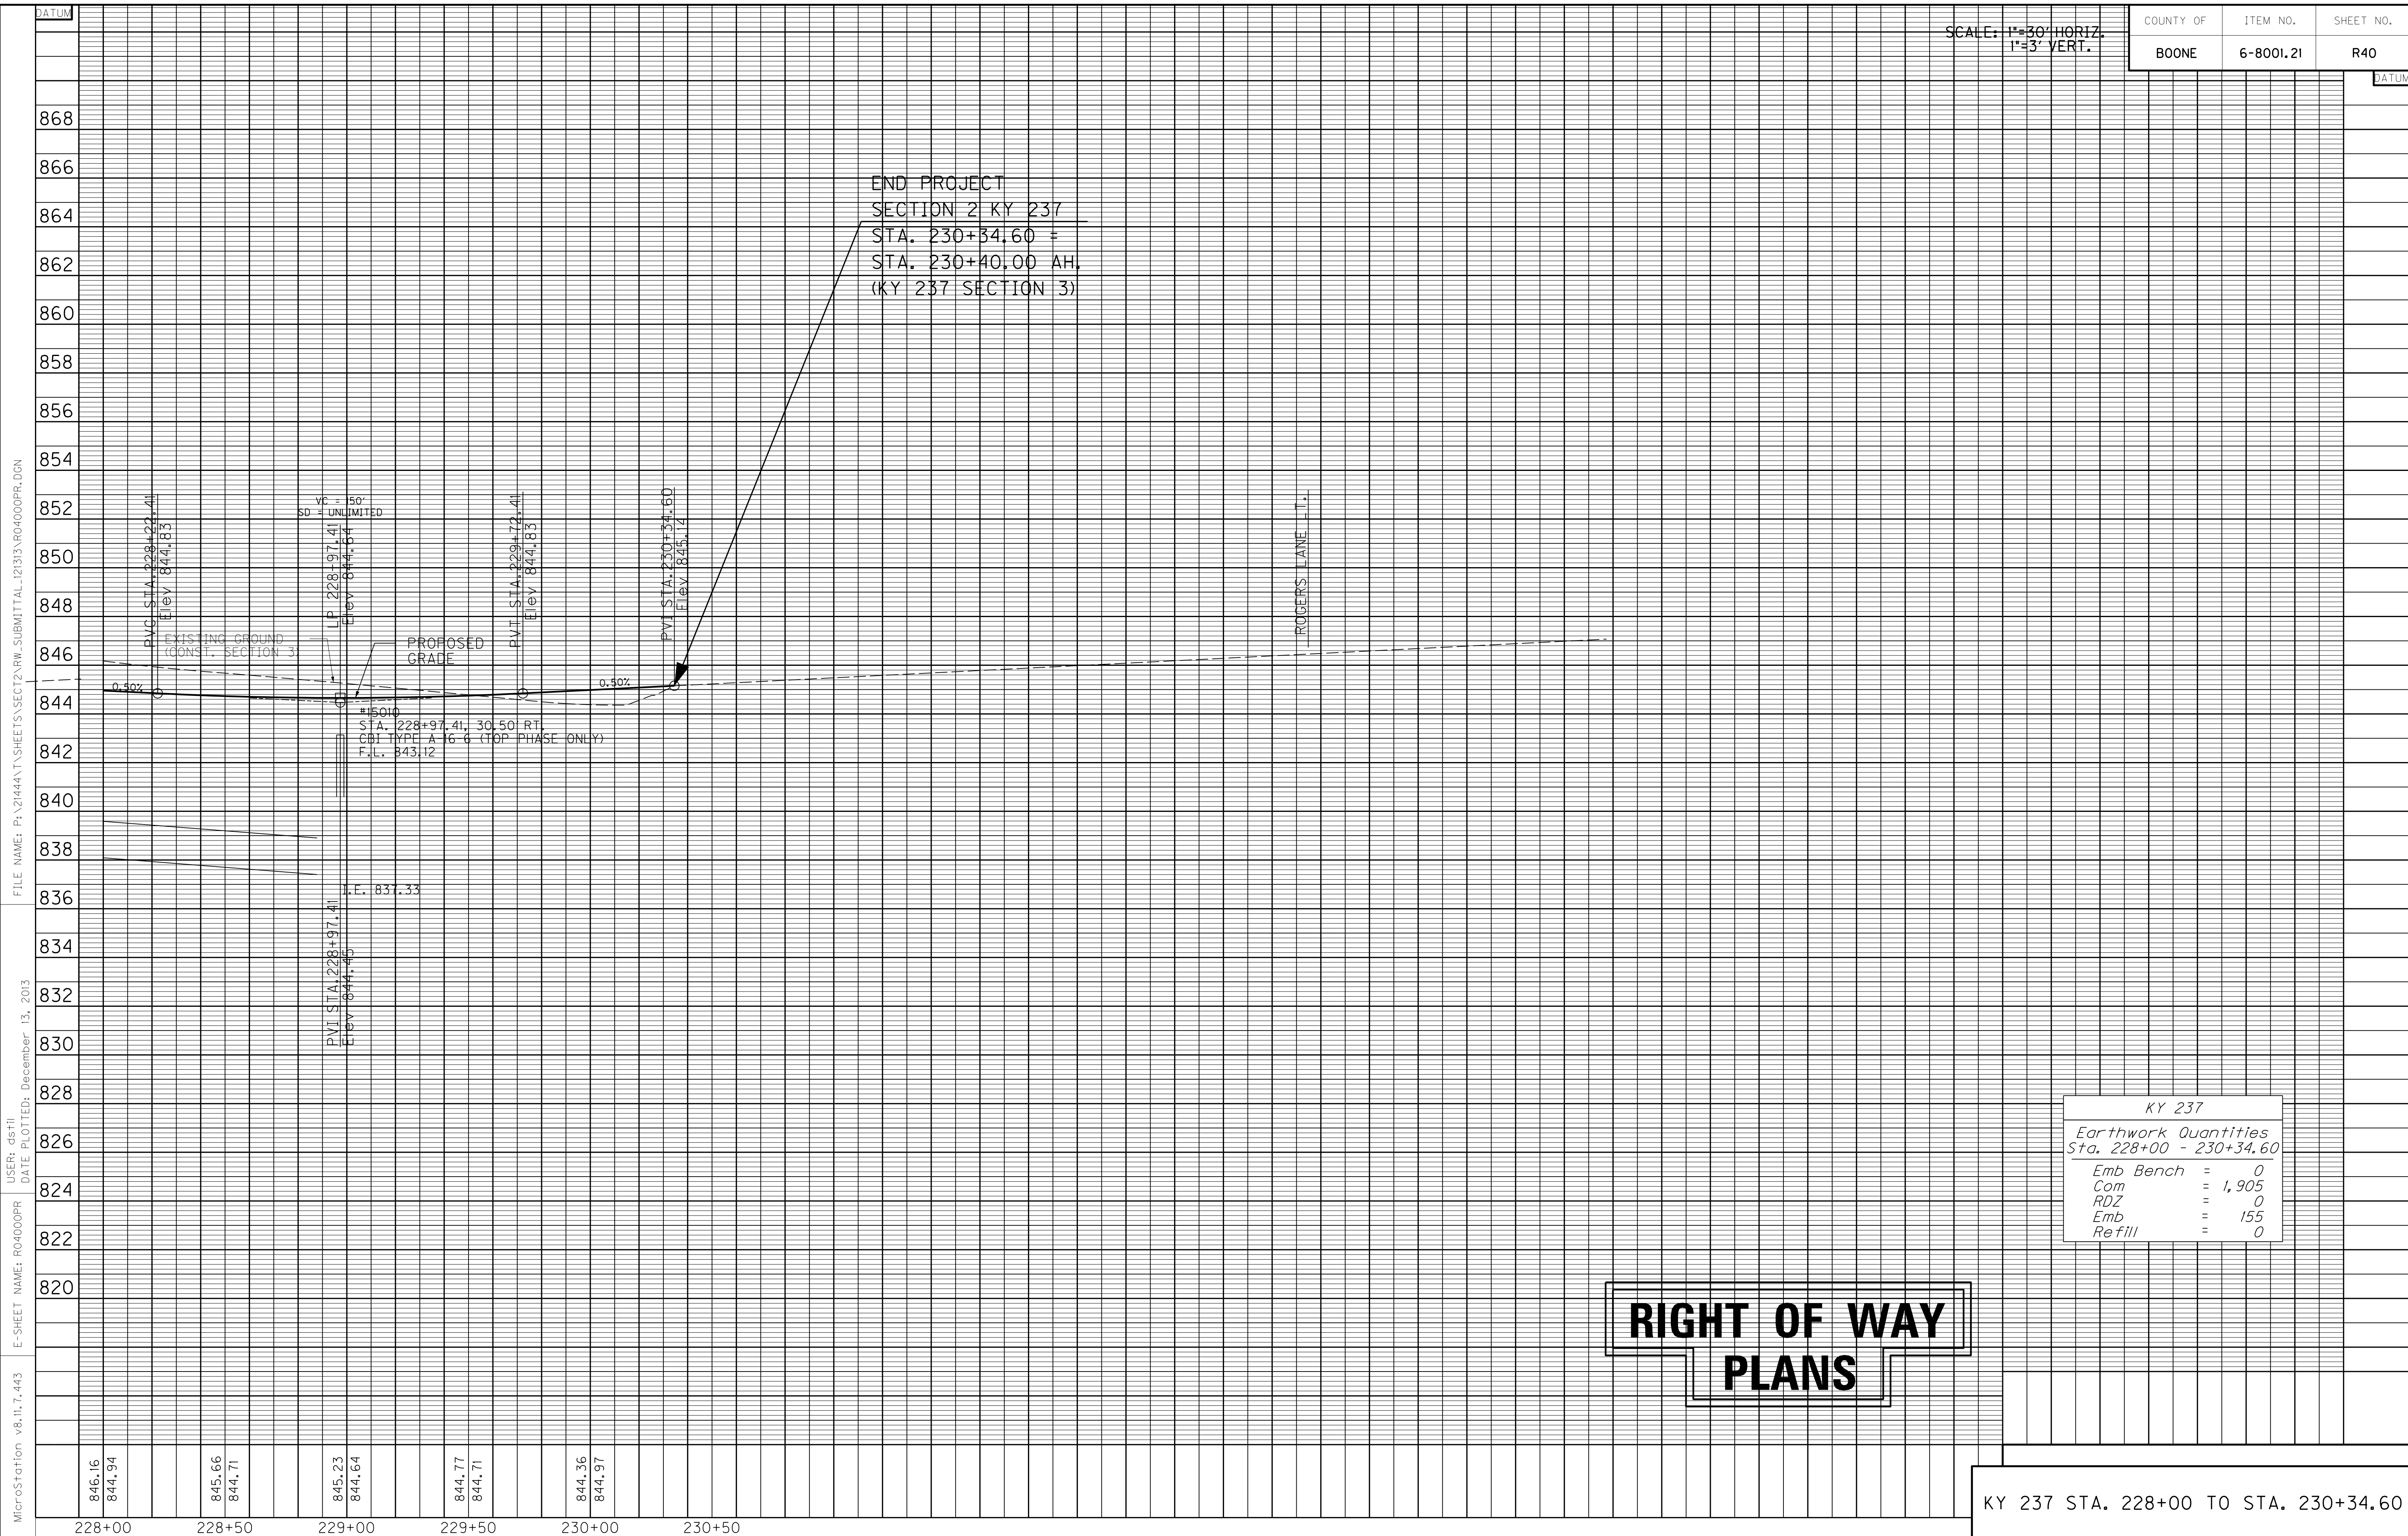 DATUM
SCALE: 1"=30' HORIZ.
1"=3' VERT.
COUNTY OF
ITEM NO.
SHEET NO.
BOONE
6-8001.21
R40
DATUM
868
866
864
862
860
858
856
854
852
850
848
846
844
842
840
838
836
834
832
830
828
826
824
822
820
END PROJECT
SECTION 2 KY 237
STA. 230+34.60 =
STA. 230+40.00 AH.
(KY 237 SECTION 3)
PVC STA.228+22.41
Elev 844.83
VC = 150'
SD = UNLIMITED
LP 228-97.41
Elev 844.64
PVT STA.229+72.41
Elev 844.83
PVI STA.230+34.60
Elev 845.14
ROGERS LANE LT.
EXISTING GROUND
(CONST. SECTION 3)
PROPOSED
GRADE
0.50%
0.50%
#15010
STA. 228+97.41, 30.50 RT.
CBI TYPE A 16-6 (TOP PHASE ONLY)
F.L. 843.12
I.E. 837.33
PVI STA.228+97.41
Elev 844.45
KY 237
Earthwork Quantities
Sta. 228+00 - 230+34.60
Emb Bench = 0
Com = 1,905
RDZ = 0
Emb = 155
Refill = 0
RIGHT OF WAY
PLANS
846.16
844.94
845.66
844.71
845.23
844.64
844.77
844.71
844.36
844.97
228+00
228+50
229+00
229+50
230+00
230+50
KY 237 STA. 228+00 TO STA. 230+34.60
FILE NAME: P:\21444\T\SHEETS\SECT2\RW_SUBMITTAL_121313\R04000PR.DGN
USER: dstil
DATE PLOTTED: December 13, 2013
E-SHEET NAME: R04000PR
MicroStation v8.11.7.443